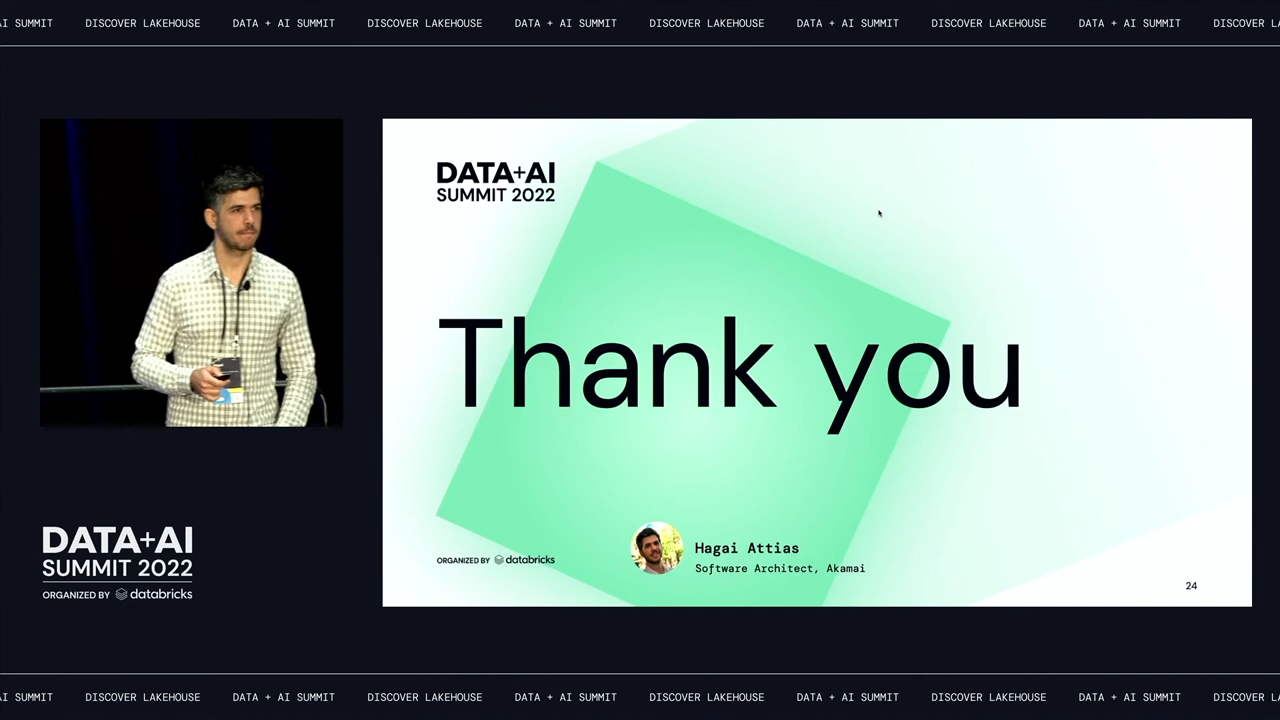 AI SUMMIT DISCOVER LAKEHOUSE DATA + AI SUMMIT DISCOVER LAKEHOUSE DATA + AI SUMMIT DISCOVER LAKEHOUSE DATA + AI SUMMIT DISCOVER LAKEHOUSE DATA + AI SUMMIT DISCOVER
DATA+AI
SUMMIT 2022
Thank you
Hagai Attias
Software Architect, Akamai
ORGANIZED BY databricks
24
DATA+AI
SUMMIT 2022
ORGANIZED BY databricks
AI SUMMIT DISCOVER LAKEHOUSE DATA + AI SUMMIT DISCOVER LAKEHOUSE DATA + AI SUMMIT DISCOVER LAKEHOUSE DATA + AI SUMMIT DISCOVER LAKEHOUSE DATA + AI SUMMIT DISCOVER